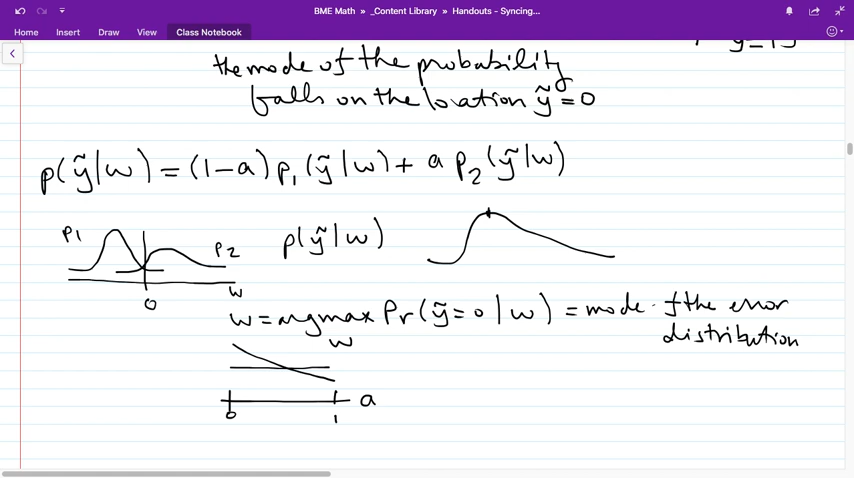 BME Math » _Content Library » Handouts - Syncing...
Home Insert Draw View Class Notebook
the mode of the probability
falls on the location ỹ = 0
p(ỹ|w) = (1-a) p₁(ỹ|w) + a p₂(ỹ|w)
p1 p2 p(ỹ|w)
0 w
w = argmax Pr(ỹ=0|w) = mode of the error
w distribution
0 1 a